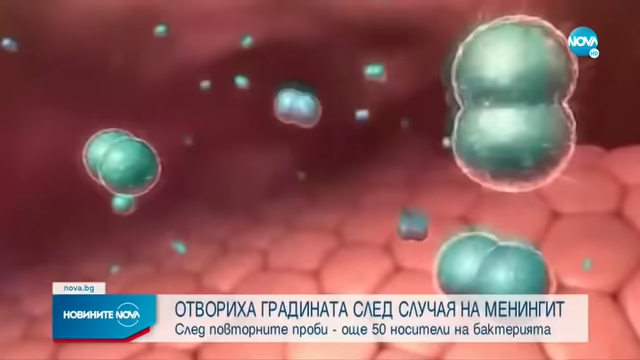 NOVA
HD
nova.bg
НОВИНИТЕ NOVA
ОТВОРИХА ГРАДИНАТА СЛЕД СЛУЧАЯ НА МЕНИНГИТ
След повторните проби - още 50 носители на бактерията